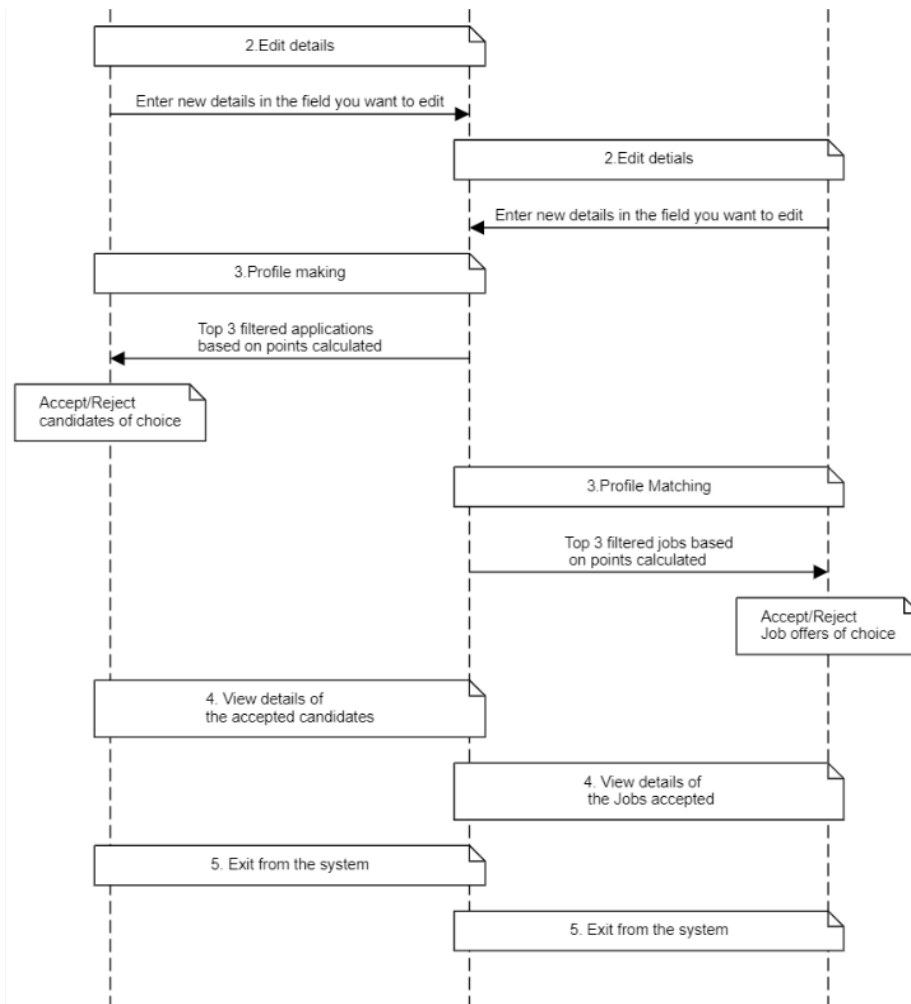 2.Edit details
Enter new details in the field you want to edit
2.Edit detials
Enter new details in the field you want to edit
3.Profile making
Top 3 filtered applications
based on points calculated
Accept/Reject
candidates of choice
3.Profile Matching
Top 3 filtered jobs based
on points calculated
Accept/Reject
Job offers of choice
4. View details of
the accepted candidates
4. View details of
the Jobs accepted
5. Exit from the system
5. Exit from the system